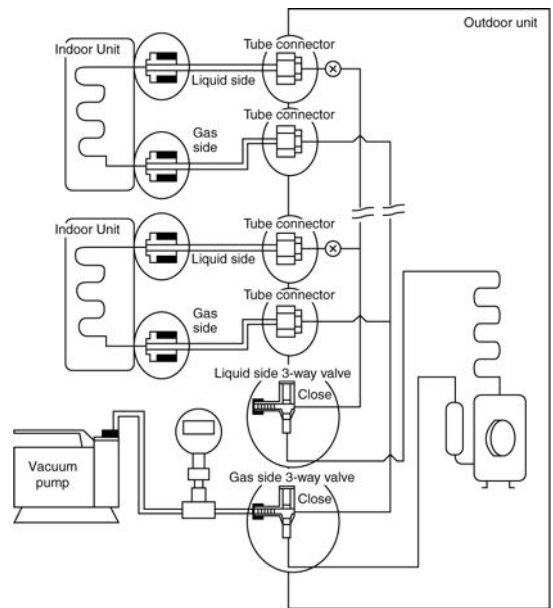 Outdoor unit
Indoor Unit
Tube connector
Liquid side
Tube connector
Gas
side
Indoor Unit
Tube connector
Liquid side
Gas
side
Tube connector
Liquid side 3-way valve
Close
Vacuum
pump
Gas side 3-way valve
Close